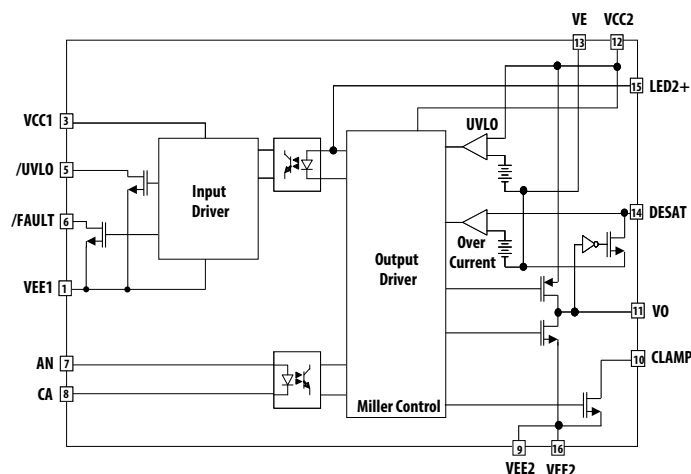 VE VCC2
13 12
15 LED2+
VCC1 3
UVLO
/UVLO 5
Input
Driver
/FAULT 6
14 DESAT
Over
Current
Output
Driver
VEE1 1
11 VO
AN 7
10 CLAMP
CA 8
Miller Control
9 16
VEE2 VEE2